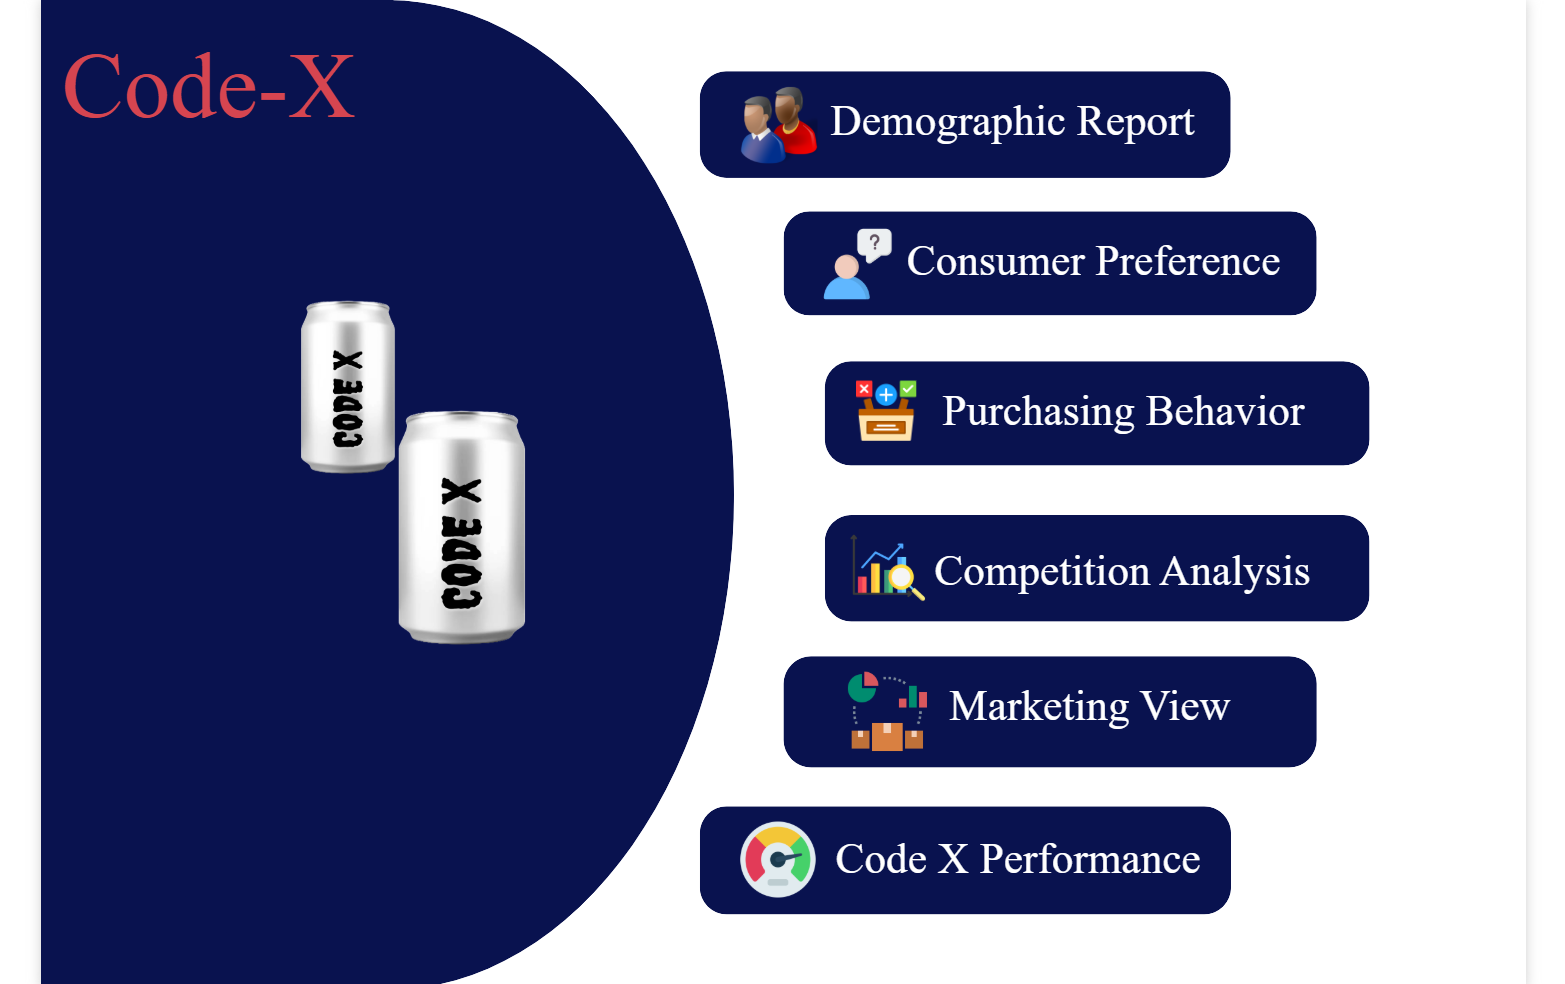 Code-X
CODE X
CODE X
Demographic Report
?
Consumer Preference
Purchasing Behavior
Competition Analysis
Marketing View
Code X Performance